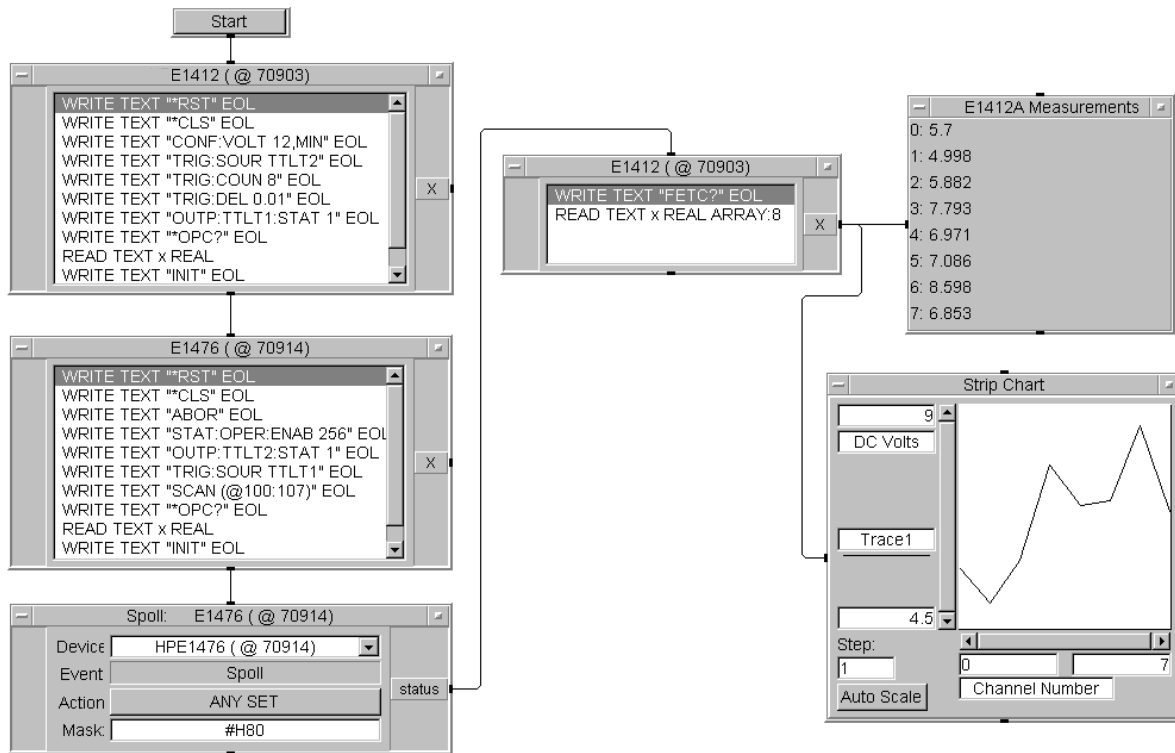 Start
E1412 ( @ 70903)
WRITE TEXT "*RST" EOL
WRITE TEXT "*CLS" EOL
WRITE TEXT "CONF:VOLT 12,MIN" EOL
WRITE TEXT "TRIG:SOUR TTLT2" EOL
WRITE TEXT "TRIG:COUN 8" EOL
WRITE TEXT "TRIG:DEL 0.01" EOL
WRITE TEXT "OUTP:TTLT1:STAT 1" EOL
WRITE TEXT "*OPC?" EOL
READ TEXT x REAL
WRITE TEXT "INIT" EOL
X
E1476 ( @ 70914)
WRITE TEXT "*RST" EOL
WRITE TEXT "*CLS" EOL
WRITE TEXT "ABOR" EOL
WRITE TEXT "STAT:OPER:ENAB 256" EOL
WRITE TEXT "OUTP:TTLT2:STAT 1" EOL
WRITE TEXT "TRIG:SOUR TTLT1" EOL
WRITE TEXT "SCAN (@100:107)" EOL
WRITE TEXT "*OPC?" EOL
READ TEXT x REAL
WRITE TEXT "INIT" EOL
X
Spoll: E1476 ( @ 70914)
Device HPE1476 ( @ 70914)
Event Spoll
Action ANY SET
Mask: #H80
status
E1412 ( @ 70903)
WRITE TEXT "FETC?" EOL
READ TEXT x REAL ARRAY:8
X
E1412A Measurements
0: 5.7
1: 4.998
2: 5.882
3: 7.793
4: 6.971
5: 7.086
6: 8.598
7: 6.853
Strip Chart
9
DC Volts
Trace1
4.5
Step:
1
Auto Scale
0 7
Channel Number